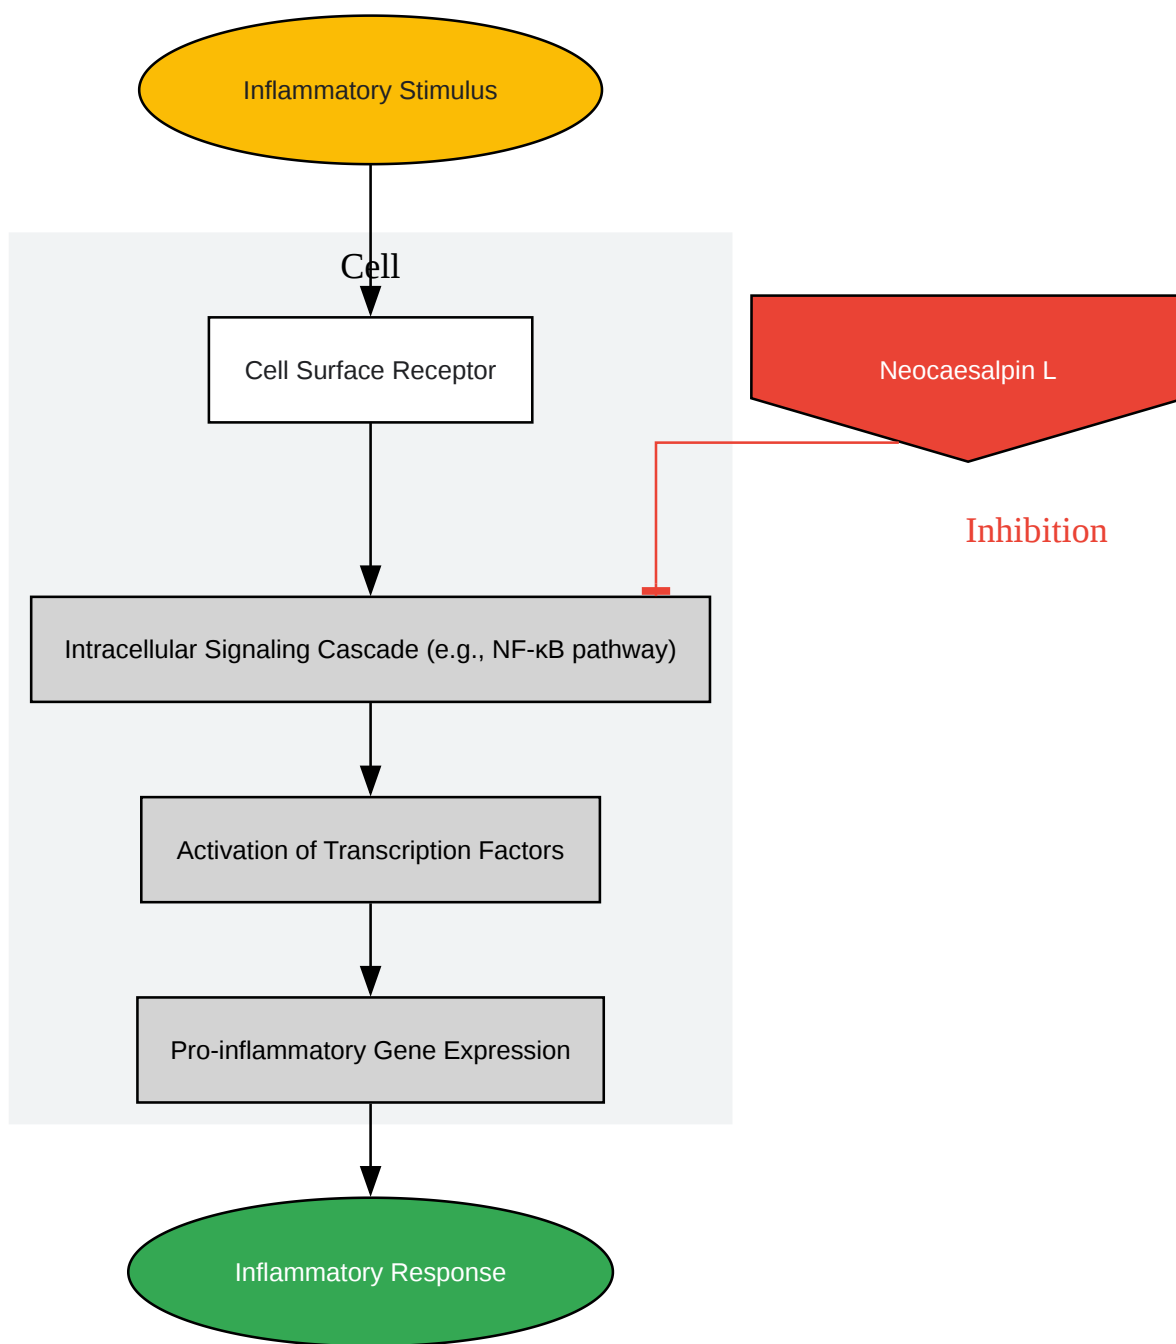 Inflammatory Stimulus
Cell
Cell Surface Receptor
Neocaesalpin L
Inhibition
Intracellular Signaling Cascade (e.g., NF-κB pathway)
Activation of Transcription Factors
Pro-inflammatory Gene Expression
Inflammatory Response